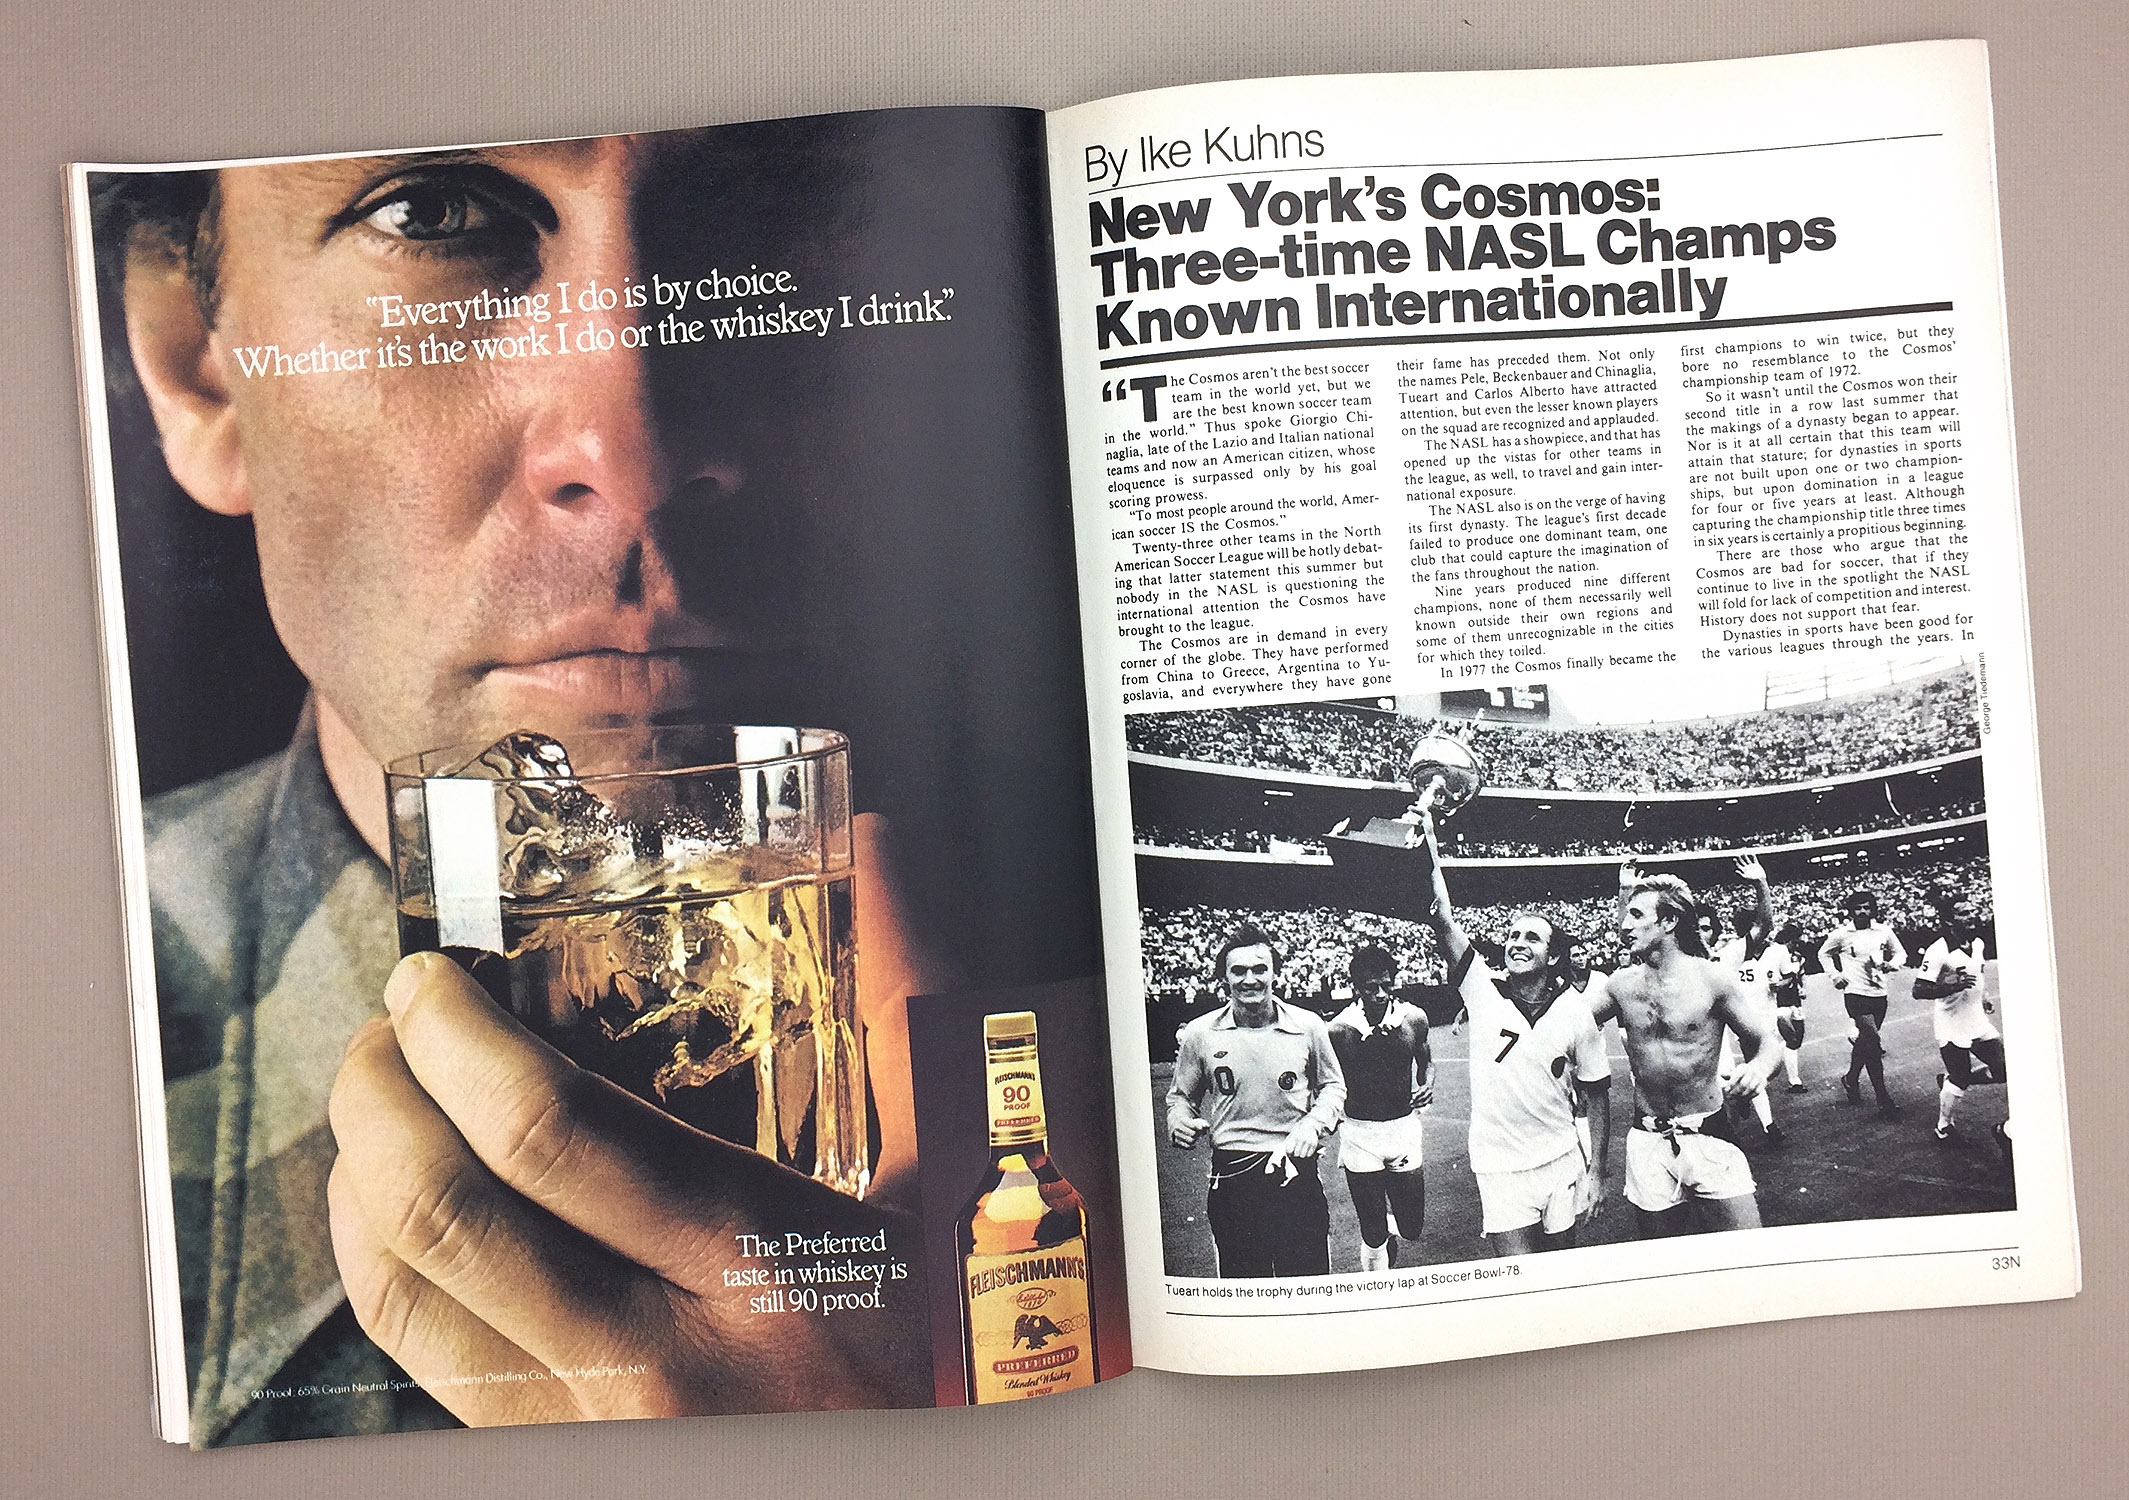 “Everything I do is by choice.
Whether it’s the work I do or the whiskey I drink.”
FLEISCHMANN'S
90
PROOF
PREFERRED
The Preferred
taste in whiskey is
still 90 proof.
FLEISCHMANN'S
PREFERRED
Blended Whiskey
90 PROOF
90 Proof. 65% Grain Neutral Spirits. Fleischmann Distilling Co., New Hyde Park, N.Y.
By Ike Kuhns
New York’s Cosmos:
Three-time NASL Champs
Known Internationally
“The Cosmos aren't the best soccer
team in the world yet, but we
are the best known soccer team
in the world.” Thus spoke Giorgio Chi-
naglia, late of the Lazio and Italian national
teams and now an American citizen, whose
eloquence is surpassed only by his goal
scoring prowess.
“To most people around the world, Amer-
ican soccer IS the Cosmos.”
Twenty-three other teams in the North
American Soccer League will be hotly debat-
ing that latter statement this summer but
nobody in the NASL is questioning the
international attention the Cosmos have
brought to the league.
The Cosmos are in demand in every
corner of the globe. They have performed
from China to Greece, Argentina to Yu-
goslavia, and everywhere they have gone
their fame has preceded them. Not only
the names Pele, Beckenbauer and Chinaglia,
Tueart and Carlos Alberto have attracted
attention, but even the lesser known players
on the squad are recognized and applauded.
The NASL has a showpiece, and that has
opened up the vistas for other teams in
the league, as well, to travel and gain inter-
national exposure.
The NASL also is on the verge of having
its first dynasty. The league's first decade
failed to produce one dominant team, one
club that could capture the imagination of
the fans throughout the nation.
Nine years produced nine different
champions, none of them necessarily well
known outside their own regions and
some of them unrecognizable in the cities
for which they toiled.
In 1977 the Cosmos finally became the
first champions to win twice, but they
bore no resemblance to the Cosmos'
championship team of 1972.
So it wasn't until the Cosmos won their
second title in a row last summer that
the makings of a dynasty began to appear.
Nor is it at all certain that this team will
attain that stature; for dynasties in sports
are not built upon one or two champion-
ships, but upon domination in a league
for four or five years at least. Although
capturing the championship title three times
in six years is certainly a propitious beginning.
There are those who argue that the
Cosmos are bad for soccer, that if they
continue to live in the spotlight the NASL
will fold for lack of competition and interest.
History does not support that fear.
Dynasties in sports have been good for
the various leagues through the years. In
George Tiedemann
0
7
25
1
5
Tueart holds the trophy during the victory lap at Soccer Bowl-78.
33N